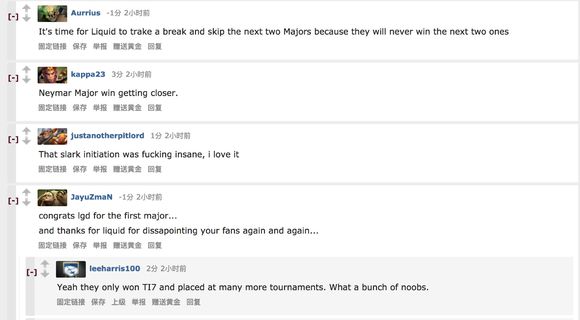 [-] Aurrius -1分 2小时前
It's time for Liquid to trake a break and skip the next two Majors because they will never win the next two ones
固定链接 保存 举报 赠送黄金 回复
[-] kappa23 3分 2小时前
Neymar Major win getting closer.
固定链接 保存 举报 赠送黄金 回复
[-] justanotherpitlord 1分 2小时前
That slark initiation was fucking insane, i love it
固定链接 保存 举报 赠送黄金 回复
[-] JayuZmaN -1分 2小时前
congrats lgd for the first major...
and thanks for liquid for dissapointing your fans again and again...
固定链接 保存 举报 赠送黄金 回复
[-] leeharris100 2分 2小时前
Yeah they only won TI7 and placed at many more tournaments. What a bunch of noobs.
固定链接 保存 上级 举报 赠送黄金 回复